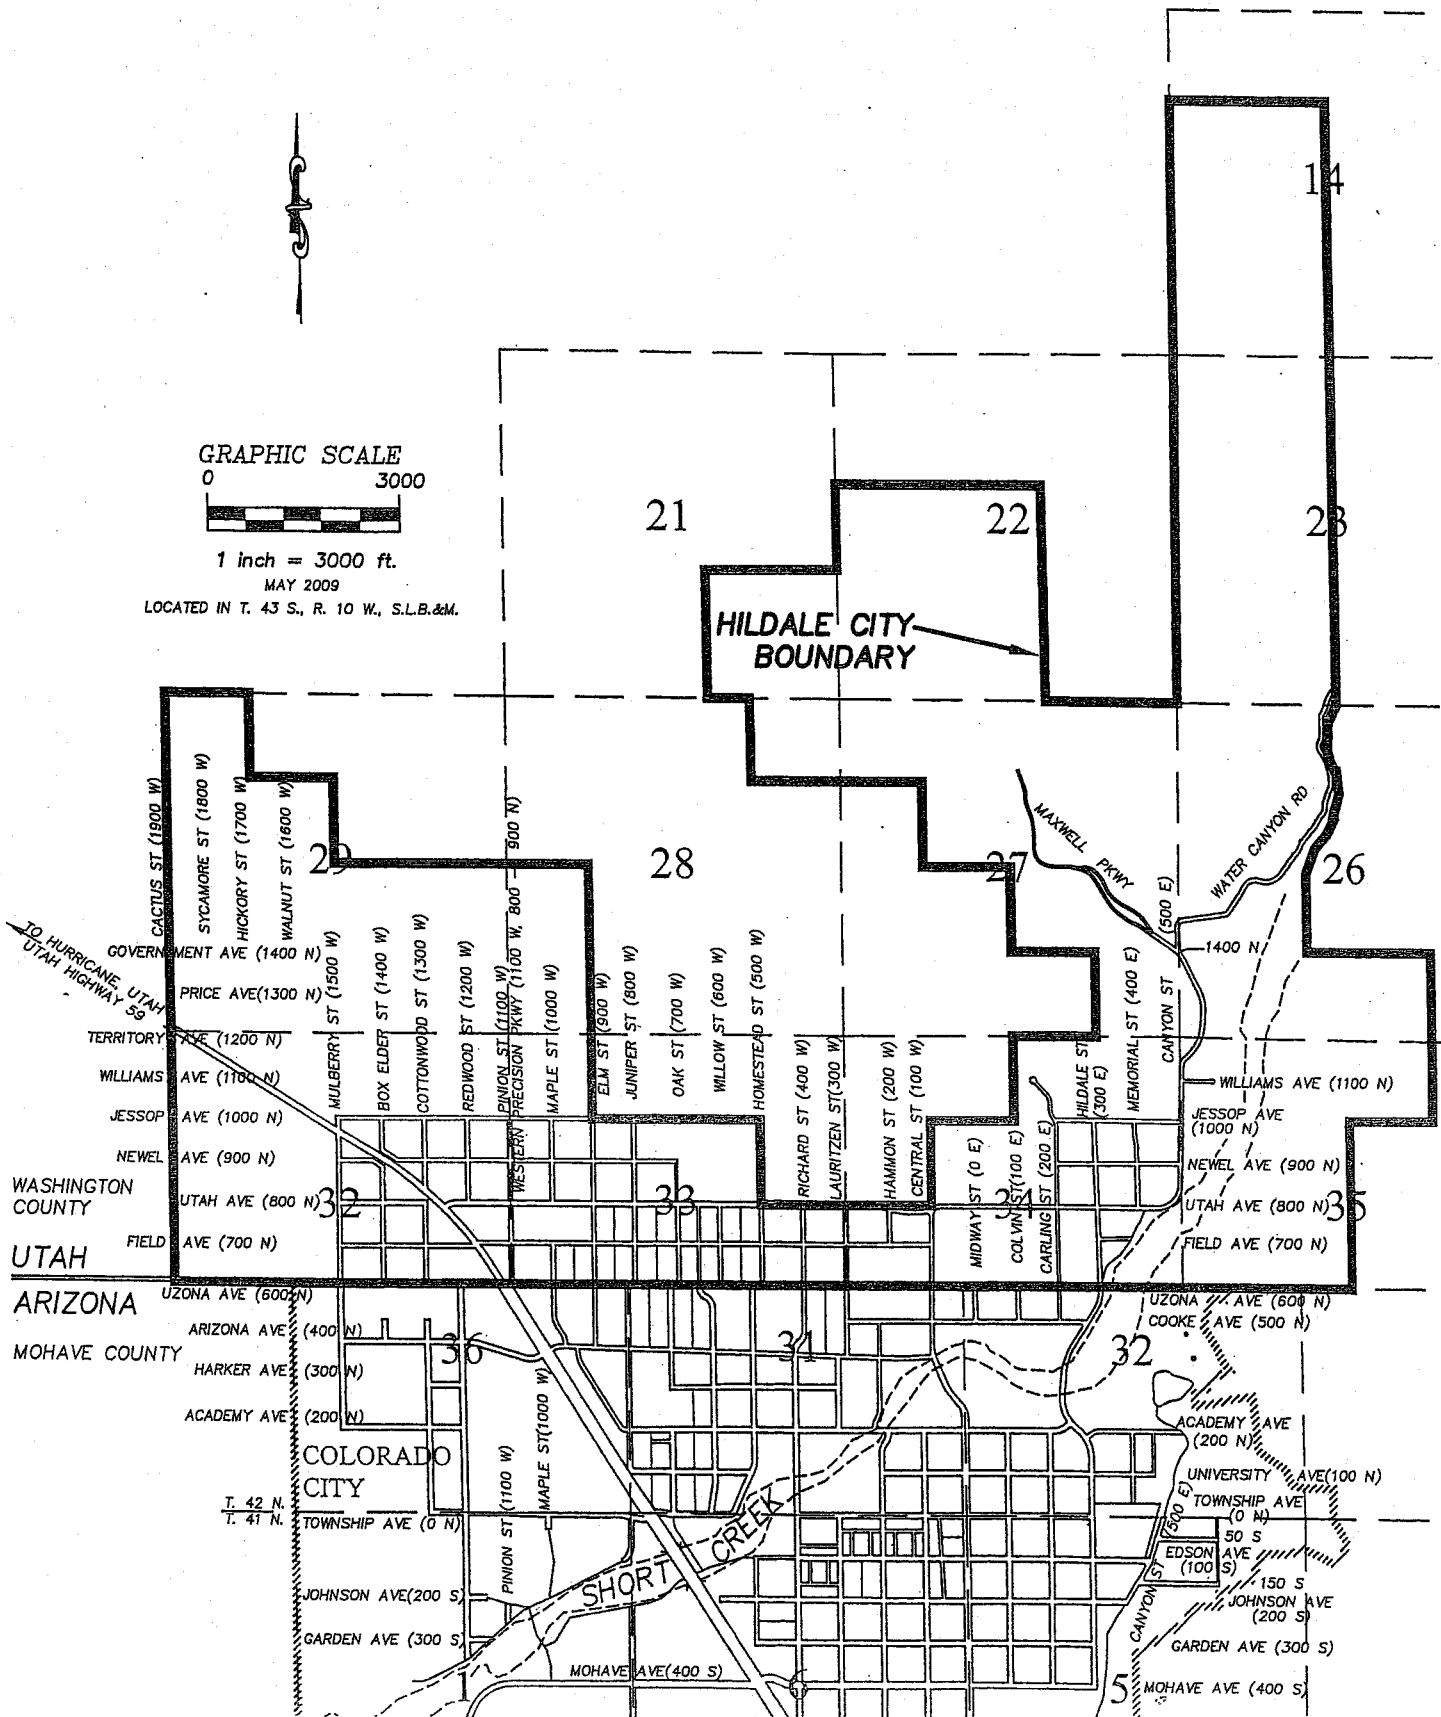 14
GRAPHIC SCALE
0 3000
1 inch = 3000 ft.
MAY 2009
LOCATED IN T. 43 S., R. 10 W., S.L.B.&M.
21
22
23
HILDALE CITY
BOUNDARY
CACTUS ST (1900 W)
SYCAMORE ST (1800 W)
HICKORY ST (1700 W)
WALNUT ST (1600 W)
29
28
27
26
MAXWELL PKWY
WATER CANYON RD
(500 E)
1400 N
TO HURRICANE, UTAH
UTAH HIGHWAY 59
GOVERNMENT AVE (1400 N)
PRICE AVE(1300 N)
TERRITORY AVE (1200 N)
WILLIAMS AVE (1100 N)
JESSOP AVE (1000 N)
NEWEL AVE (900 N)
UTAH AVE (800 N)
FIELD AVE (700 N)
MULBERRY ST (1500 W)
BOX ELDER ST (1400 W)
COTTONWOOD ST (1300 W)
REDWOOD ST (1200 W)
PINION ST (1100 W)
WESTERN PRECISION PKWY (1100 W, 800 - 900 N)
MAPLE ST (1000 W)
ELM ST (900 W)
JUNIPER ST (800 W)
OAK ST (700 W)
WILLOW ST (600 W)
HOMESTEAD ST (500 W)
RICHARD ST (400 W)
LAURITZEN ST(300 W)
HAMMON ST (200 W)
CENTRAL ST (100 W)
MIDWAY ST (0 E)
COLVIN ST(100 E)
CARLING ST (200 E)
HILDALE ST
(300 E)
MEMORIAL ST (400 E)
CANYON ST
WILLIAMS AVE (1100 N)
JESSOP AVE
(1000 N)
NEWEL AVE (900 N)
UTAH AVE (800 N)
FIELD AVE (700 N)
32
33
34
35
WASHINGTON
COUNTY
UTAH
ARIZONA
MOHAVE COUNTY
UZONA AVE (600 N)
ARIZONA AVE (400 N)
HARKER AVE (300 N)
ACADEMY AVE (200 N)
36
31
32
UZONA AVE (600 N)
COOKE AVE (500 N)
ACADEMY AVE
(200 N)
UNIVERSITY AVE(100 N)
TOWNSHIP AVE
(0 N)
50 S
EDSON AVE
(100 S)
150 S
JOHNSON AVE
(200 S)
GARDEN AVE (300 S)
MOHAVE AVE (400 S)
COLORADO
CITY
T. 42 N.
T. 41 N.
TOWNSHIP AVE (0 N)
PINION ST (1100 W)
MAPLE ST(1000 W)
SHORT CREEK
(500 E)
CANYON ST
JOHNSON AVE(200 S)
GARDEN AVE (300 S)
MOHAVE AVE(400 S)
5